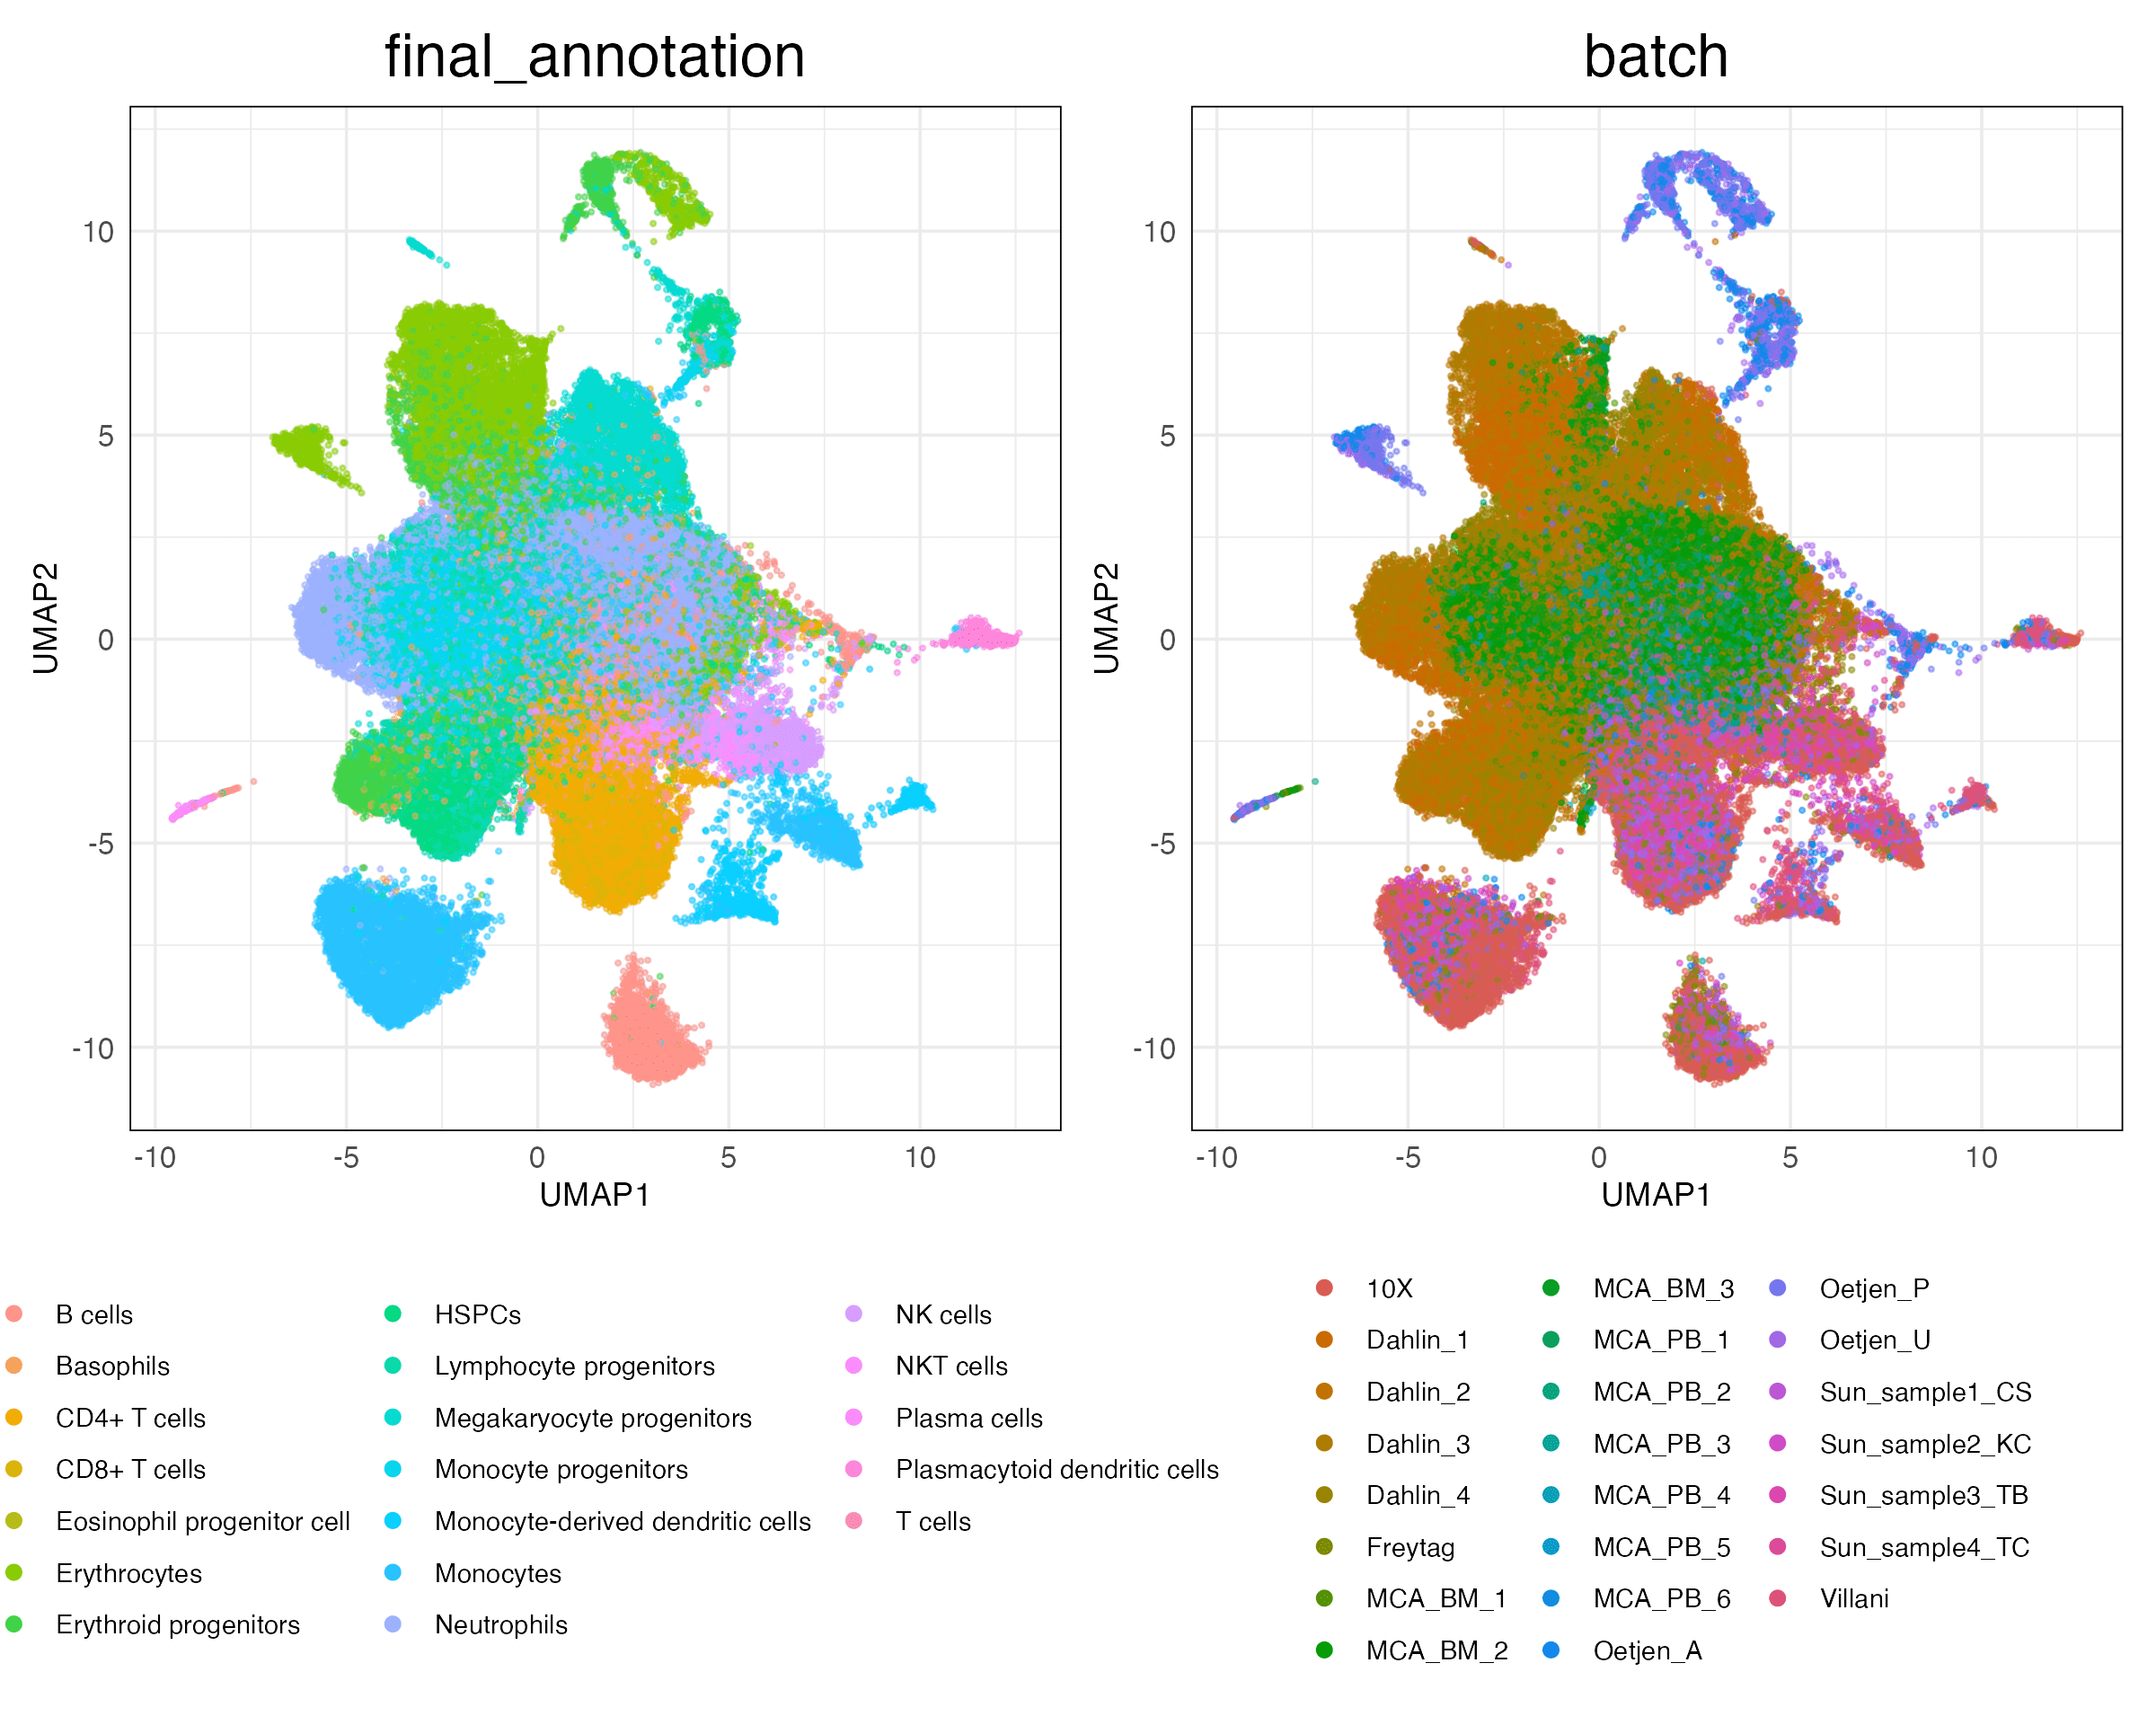 final_annotation
batch
10
5
0
-5
-10
UMAP2
-10
-5
0
5
10
UMAP1
10
5
0
-5
-10
UMAP2
-10
-5
0
5
10
UMAP1
B cells
Basophils
CD4+ T cells
CD8+ T cells
Eosinophil progenitor cell
Erythrocytes
Erythroid progenitors
HSPCs
Lymphocyte progenitors
Megakaryocyte progenitors
Monocyte progenitors
Monocyte-derived dendritic cells
Monocytes
Neutrophils
NK cells
NKT cells
Plasma cells
Plasmacytoid dendritic cells
T cells
10X
Dahlin_1
Dahlin_2
Dahlin_3
Dahlin_4
Freytag
MCA_BM_1
MCA_BM_2
MCA_BM_3
MCA_PB_1
MCA_PB_2
MCA_PB_3
MCA_PB_4
MCA_PB_5
MCA_PB_6
Oetjen_A
Oetjen_P
Oetjen_U
Sun_sample1_CS
Sun_sample2_KC
Sun_sample3_TB
Sun_sample4_TC
Villani